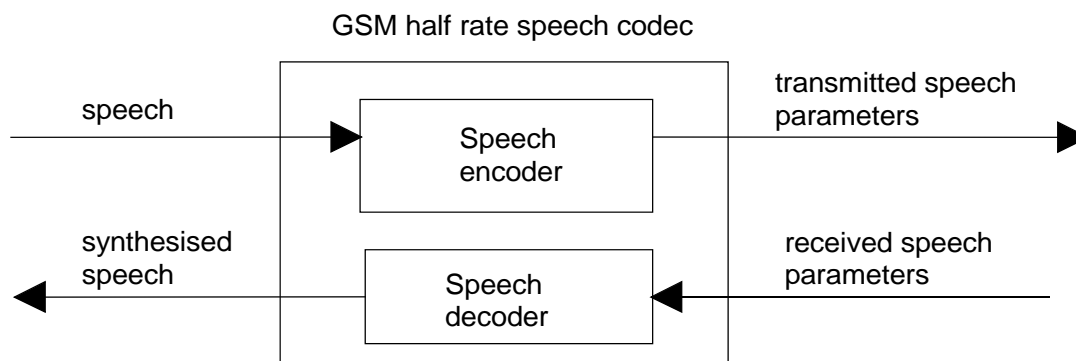 GSM half rate speech codec
speech
Speech
encoder
transmitted speech
parameters
synthesised
speech
Speech
decoder
received speech
parameters